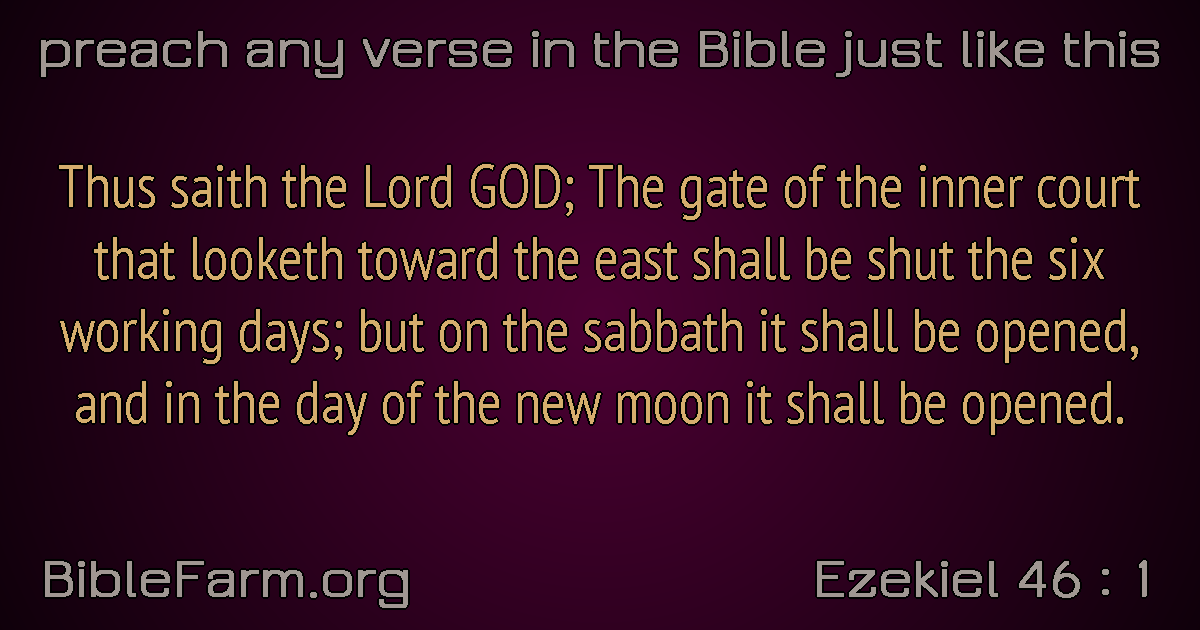 preach any verse in the Bible just like this
Thus saith the Lord GOD; The gate of the inner court
that looketh toward the east shall be shut the six
working days; but on the sabbath it shall be opened,
and in the day of the new moon it shall be opened.
BibleFarm.org
Ezekiel 46 : 1